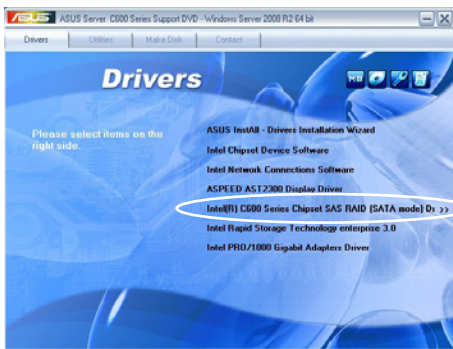 ASUS Server C600 Series Support DVD - Windows Server 2008 R2 64 bit
Drivers Utilities Make Disk Contact
Drivers
Please select items on the
right side.
ASUS InstAll - Drivers Installation Wizard
Intel Chipset Device Software
Intel Network Connections Software
ASPEED AST2300 Display Driver
Intel(R) C600 Series Chipset SAS RAID (SATA mode) Dr >>
Intel Rapid Storage Technology enterprise 3.0
Intel PRO/1000 Gigabit Adapters Driver